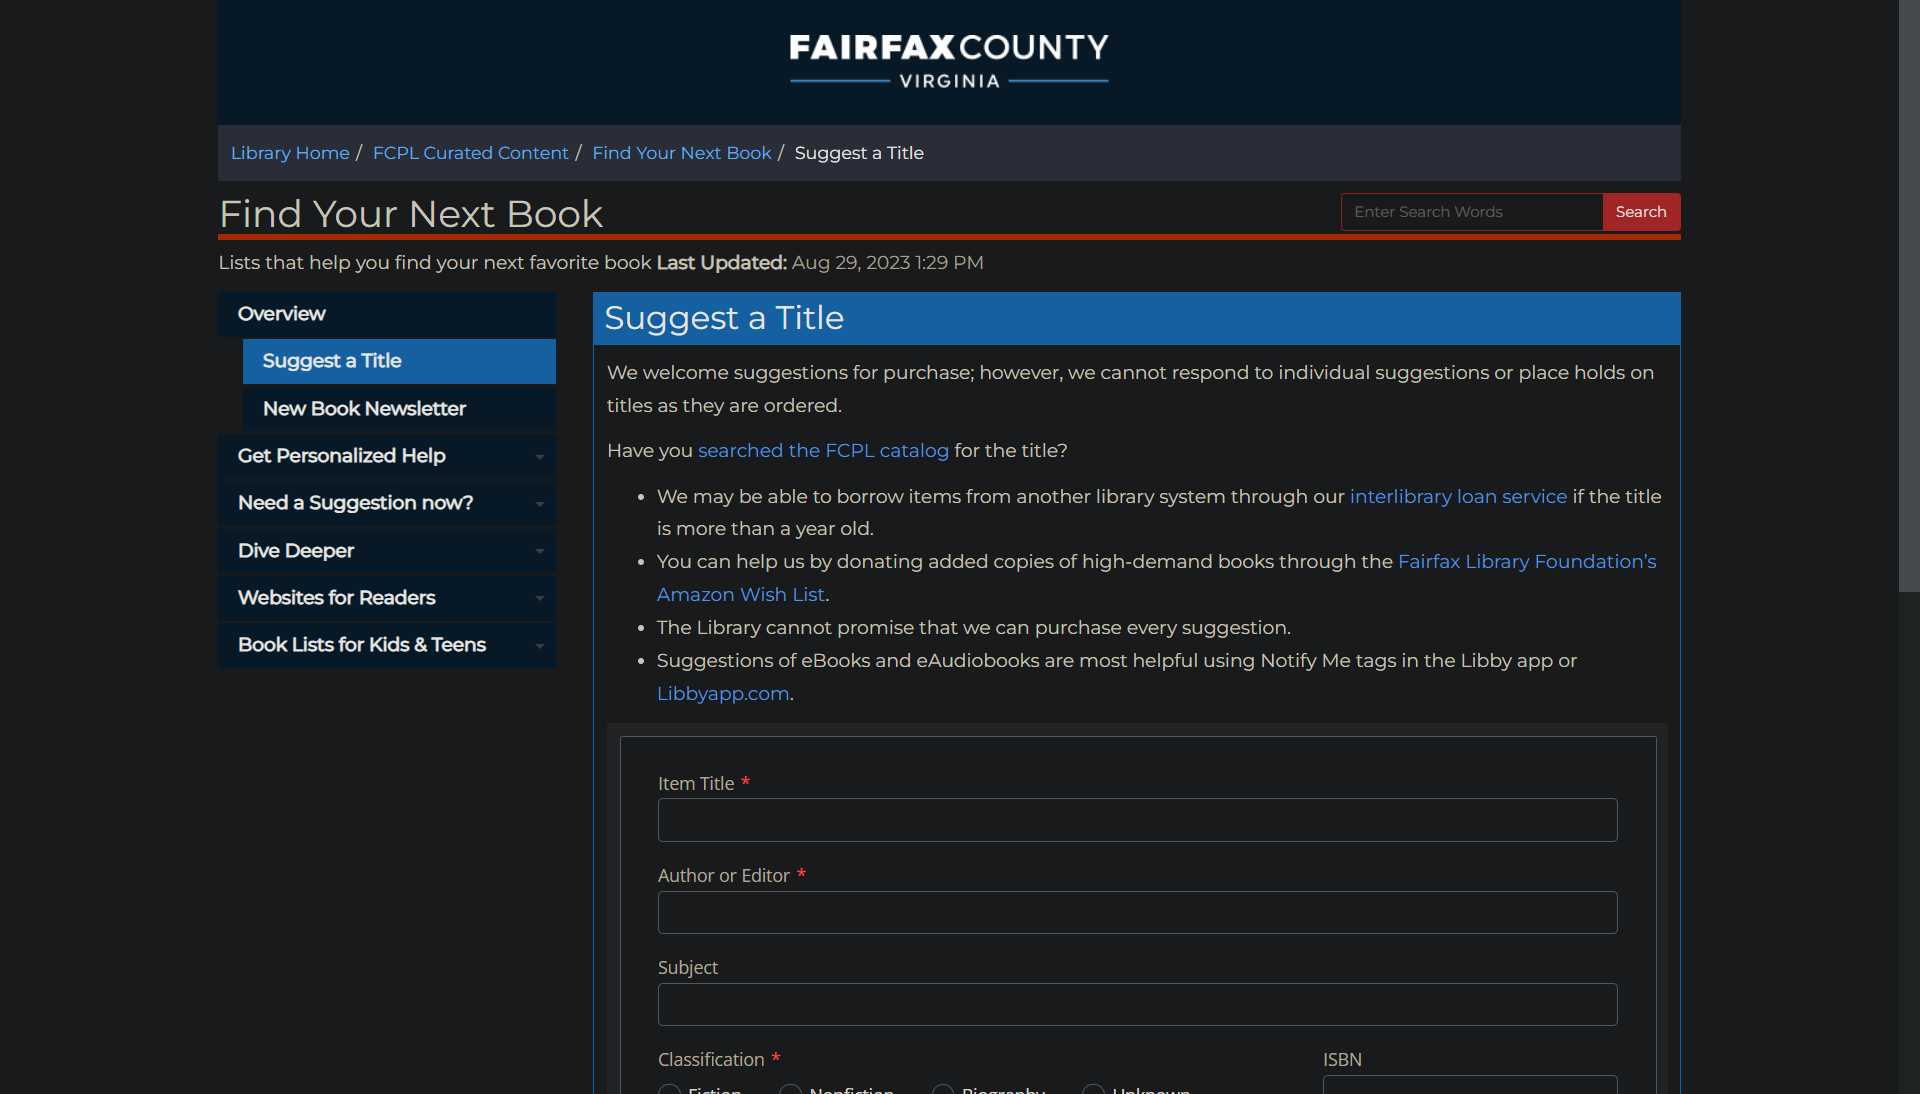 FAIRFAX COUNTY
VIRGINIA
Library Home / FCPL Curated Content / Find Your Next Book / Suggest a Title
Find Your Next Book
Enter Search Words
Search
Lists that help you find your next favorite book Last Updated: Aug 29, 2023 1:29 PM
Overview
Suggest a Title
New Book Newsletter
Get Personalized Help
Need a Suggestion now?
Dive Deeper
Websites for Readers
Book Lists for Kids & Teens
Suggest a Title
We welcome suggestions for purchase; however, we cannot respond to individual suggestions or place holds on
titles as they are ordered.
Have you searched the FCPL catalog for the title?
• We may be able to borrow items from another library system through our interlibrary loan service if the title
is more than a year old.
• You can help us by donating added copies of high-demand books through the Fairfax Library Foundation’s
Amazon Wish List.
• The Library cannot promise that we can purchase every suggestion.
• Suggestions of eBooks and eAudiobooks are most helpful using Notify Me tags in the Libby app or
Libbyapp.com.
Item Title *
Author or Editor *
Subject
Classification *
ISBN
Fiction Nonfiction Biography Unknown